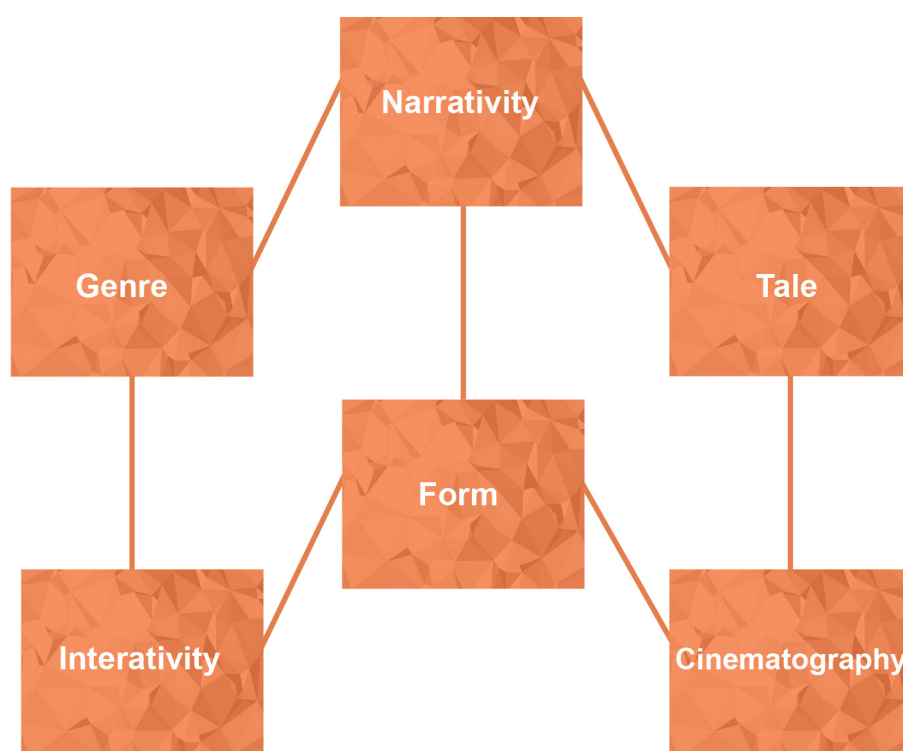 Narrativity
Genre
Tale
Form
Interativity
Cinematography